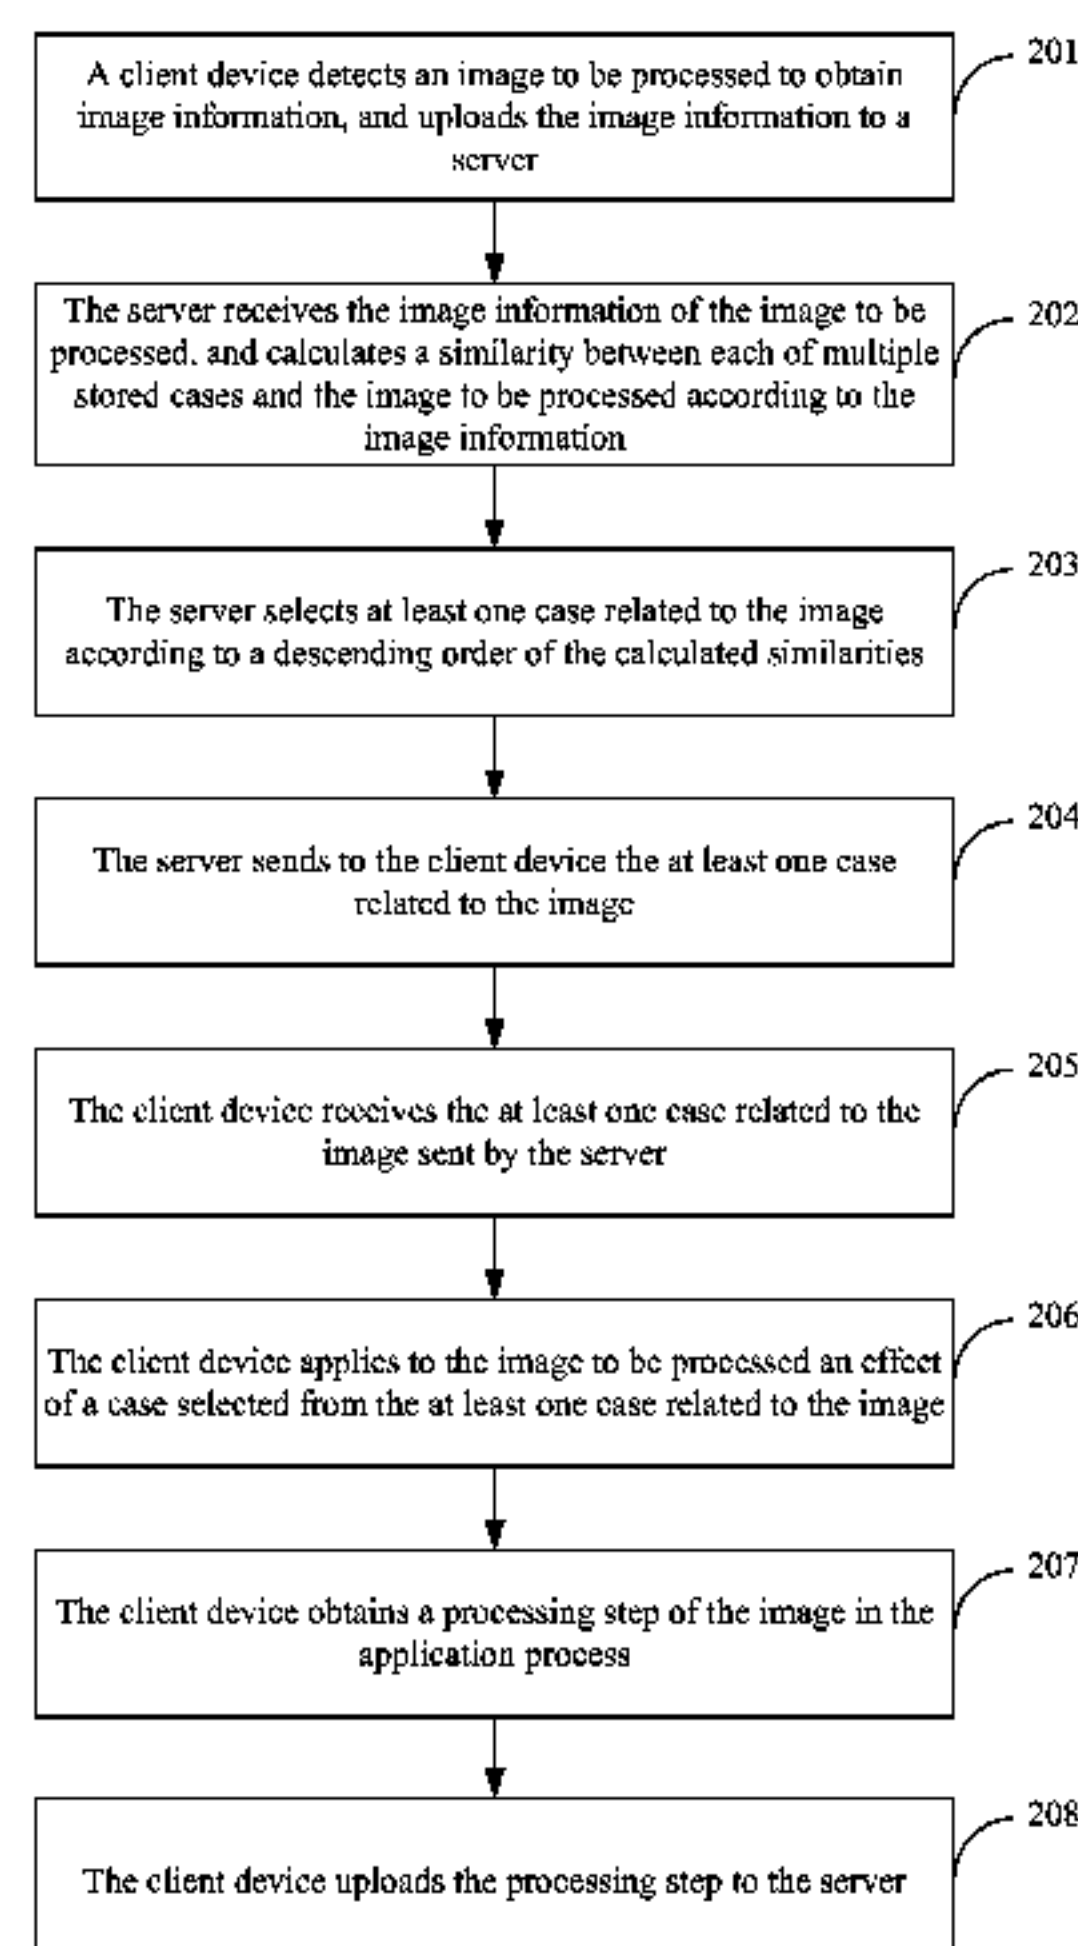 201
A client device detects an image to be processed to obtain
image information, and uploads the image information to a
server
202
The server receives the image information of the image to be
processed. and calculates a similarity between each of multiple
stored cases and the image to be processed according to the
image information
203
The server selects at least one case related to the image
according to a descending order of the calculated similarities
204
The server sends to the client device the at least one case
related to the image
205
The client device receives the at least one case related to the
image sent by the server
206
The client device applies to the image to be processed an effect
of a case selected from the at least one case related to the image
207
The client device obtains a processing step of the image in the
application process
208
The client device uploads the processing step to the server